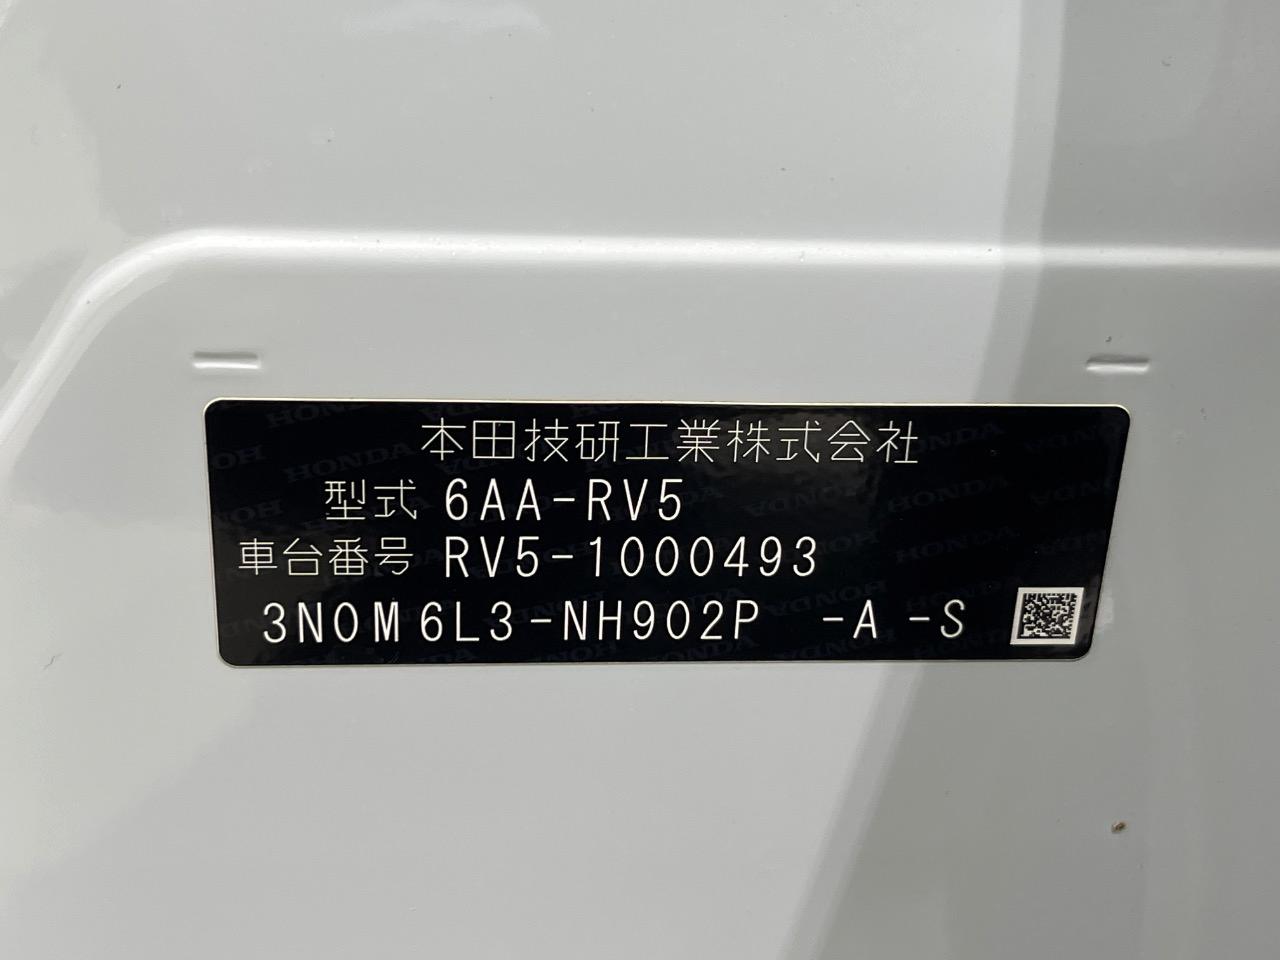 本田技研工業株式会社
型式 6AA-RV5
車台番号 RV5-1000493
3N0M6L3-NH902P -A -S